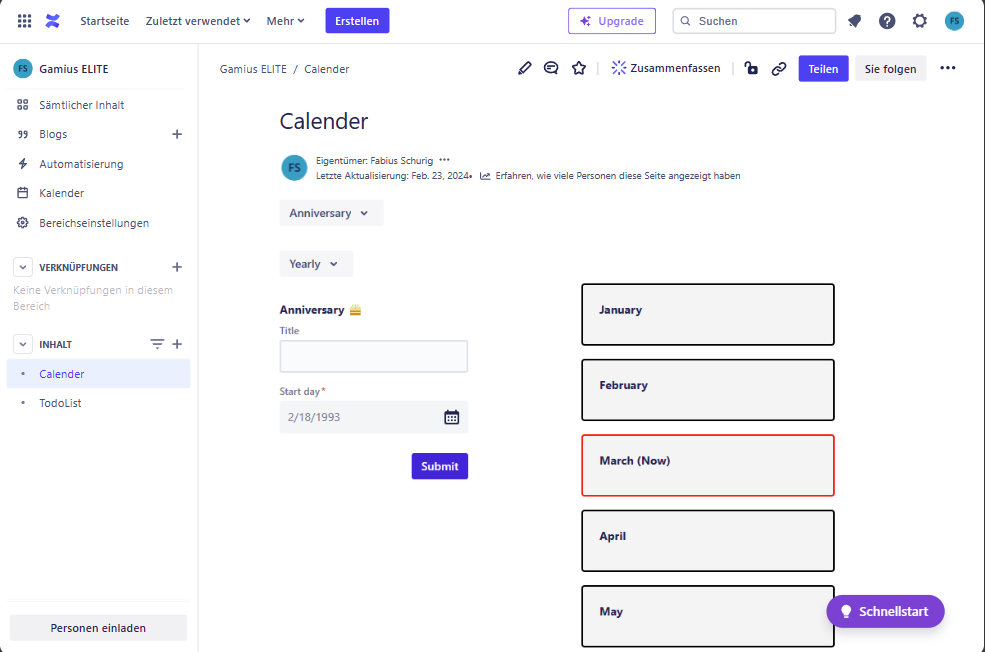 Startseite Zuletzt verwendet Mehr Erstellen Upgrade Suchen FS
FS Gamius ELITE
Sämtlicher Inhalt
Blogs
Automatisierung
Kalender
Bereichseinstellungen
VERKNÜPFUNGEN
Keine Verknüpfungen in diesem
Bereich
INHALT
Calender
TodoList
Personen einladen
Gamius ELITE / Calender Zusammenfassen Teilen Sie folgen
Calender
FS
Eigentümer: Fabius Schurig
Letzte Aktualisierung: Feb. 23, 2024• Erfahren, wie viele Personen diese Seite angezeigt haben
Anniversary
Yearly
Anniversary
Title
Start day*
2/18/1993
Submit
January
February
March (Now)
April
May
Schnellstart